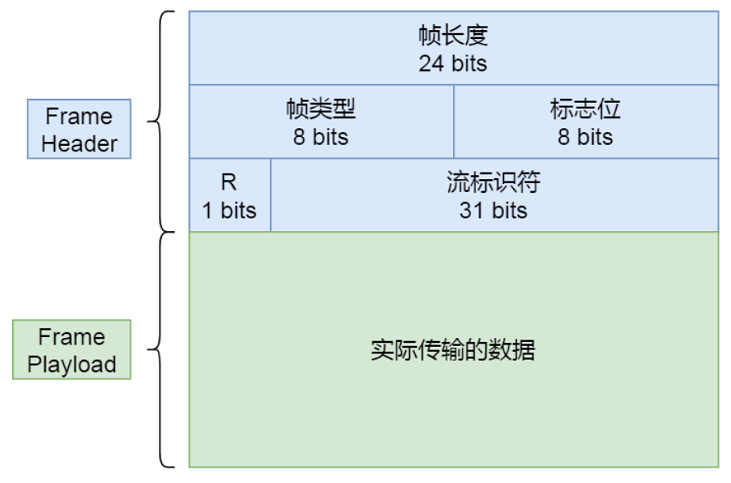 帧长度
24 bits
Frame
Header
帧类型
8 bits
标志位
8 bits
R
1 bits
流标识符
31 bits
Frame
Playload
实际传输的数据